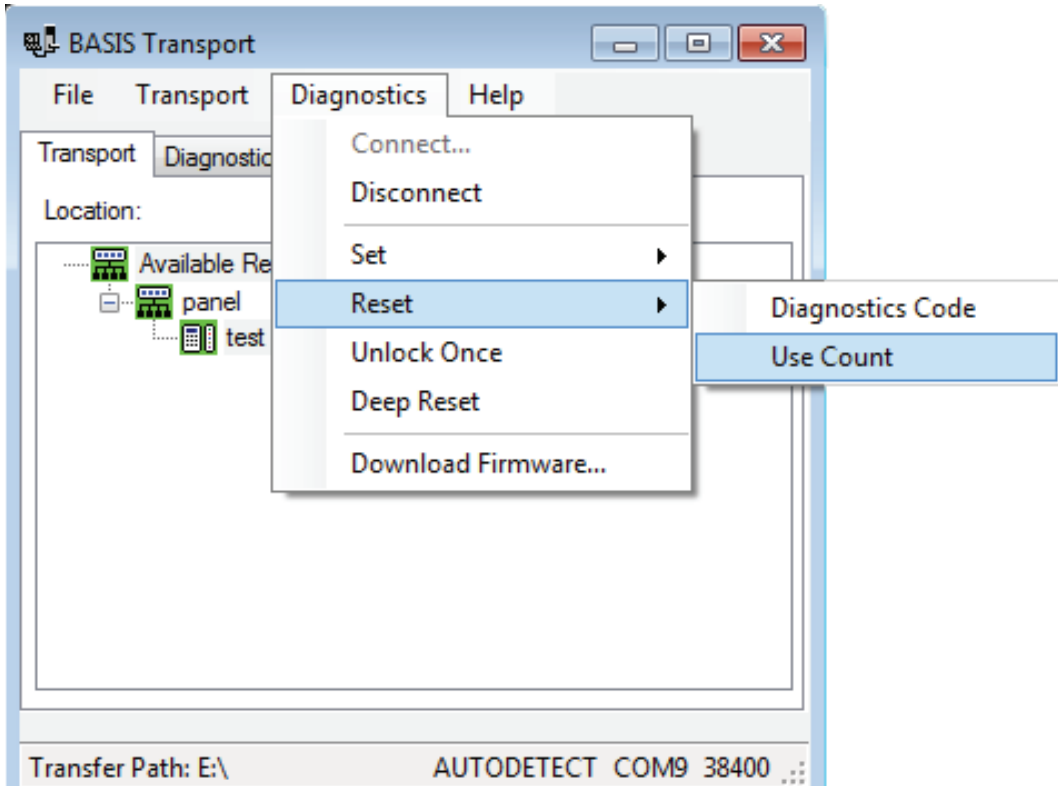 BASIS Transport
File Transport Diagnostics Help
Transport Diagnostic
Location:
Available Re
panel
test
Connect...
Disconnect
Set
Reset
Unlock Once
Deep Reset
Download Firmware...
Diagnostics Code
Use Count
Transfer Path: E:\ AUTODETECT COM9 38400